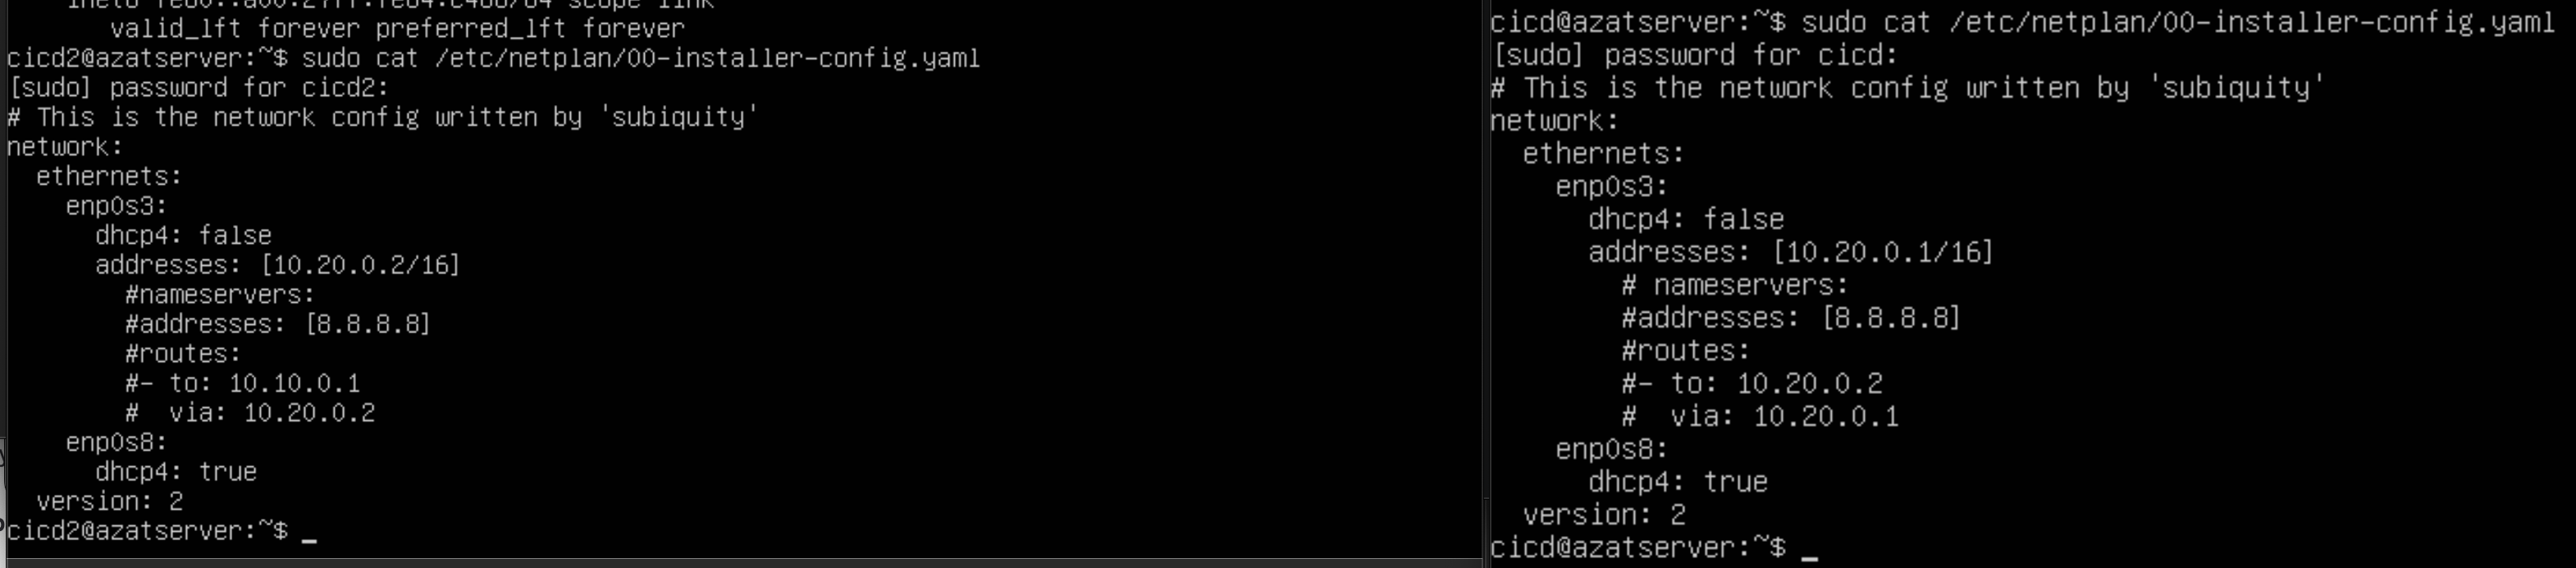 valid_lft forever preferred_lft forever
cicd2@azatserver:~$ sudo cat /etc/netplan/00-installer-config.yaml
[sudo] password for cicd2:
# This is the network config written by 'subiquity'
network:
  ethernets:
    enp0s3:
      dhcp4: false
      addresses: [10.20.0.2/16]
        #nameservers:
        #addresses: [8.8.8.8]
        #routes:
        #- to: 10.10.0.1
        #  via: 10.20.0.2
    enp0s8:
      dhcp4: true
  version: 2
cicd2@azatserver:~$ _
cicd@azatserver:~$ sudo cat /etc/netplan/00-installer-config.yaml
[sudo] password for cicd:
# This is the network config written by 'subiquity'
network:
  ethernets:
    enp0s3:
      dhcp4: false
      addresses: [10.20.0.1/16]
        # nameservers:
        #addresses: [8.8.8.8]
        #routes:
        #- to: 10.20.0.2
        #  via: 10.20.0.1
    enp0s8:
      dhcp4: true
  version: 2
cicd@azatserver:~$ _